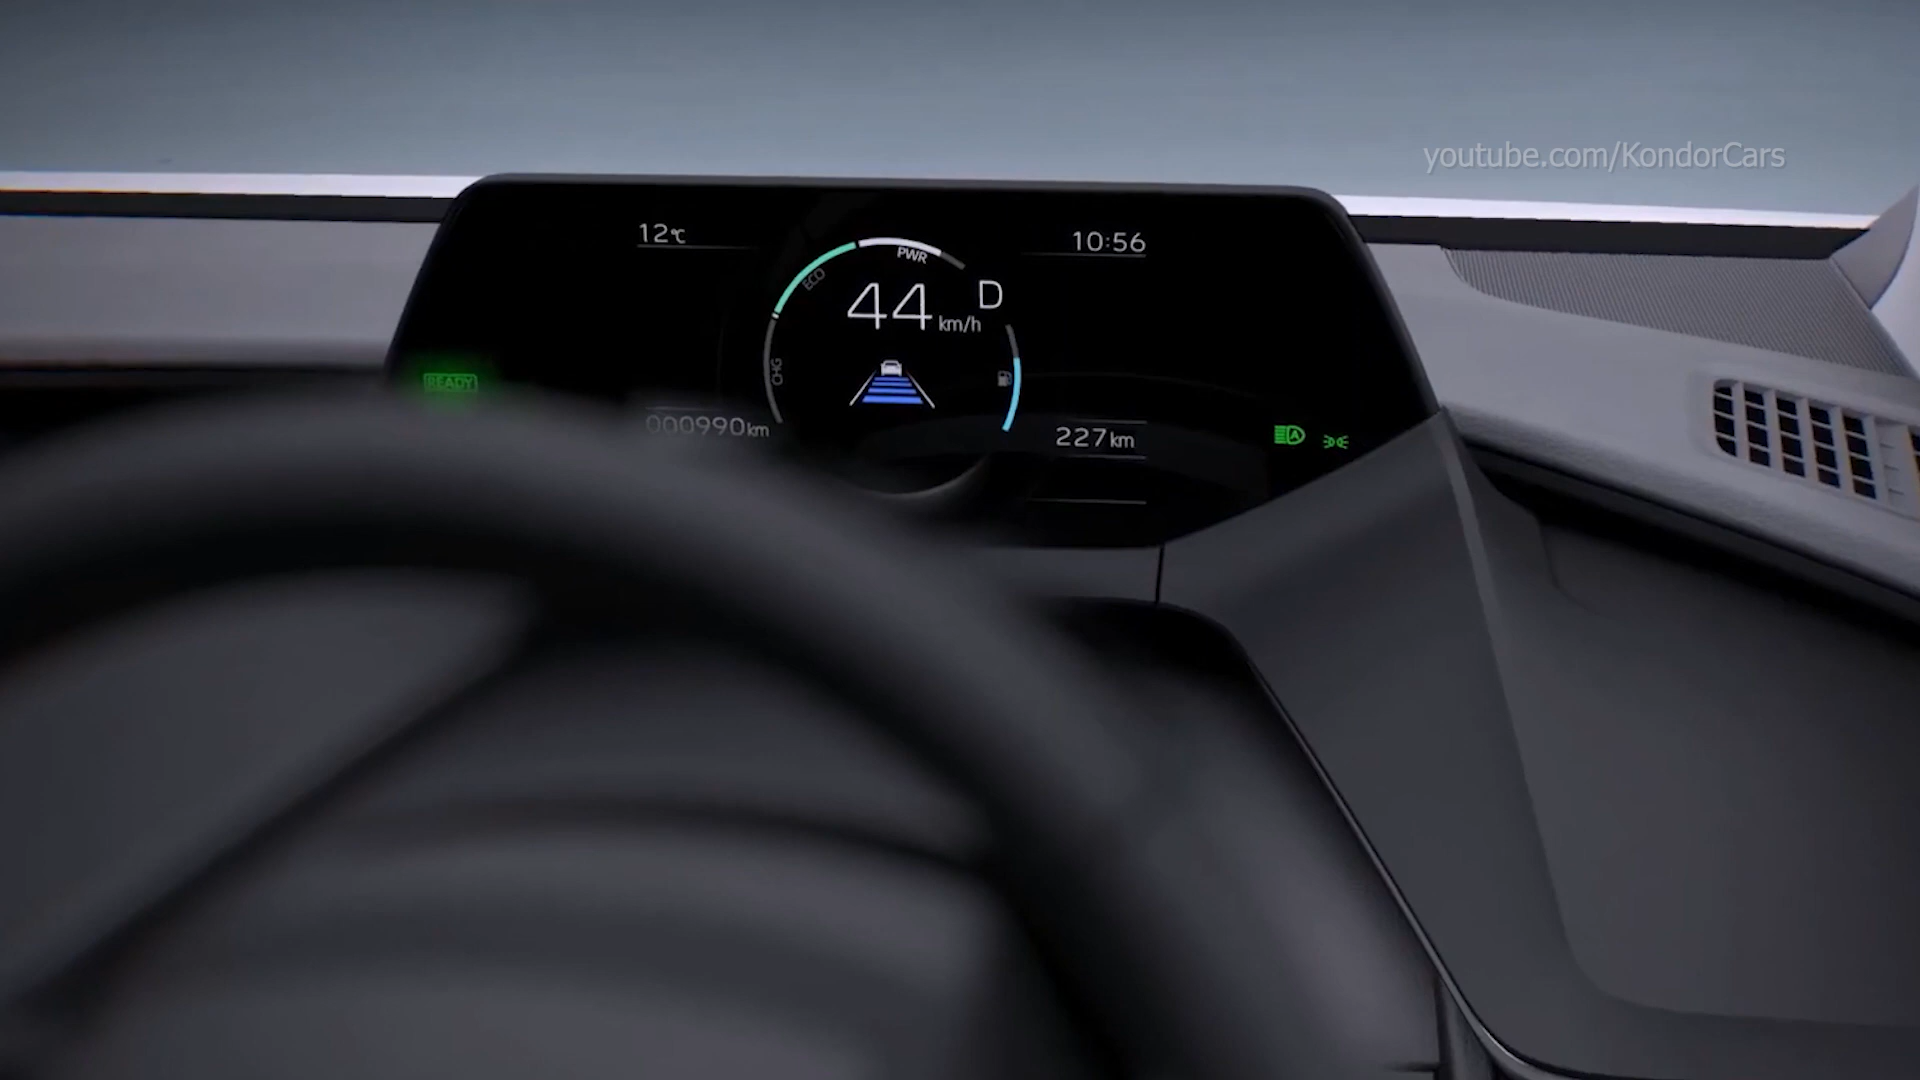 youtube.com/KondorCars
12℃
10:56
PWR
ECO
44 km/h
D
CHG
READY
000990km
227km
A